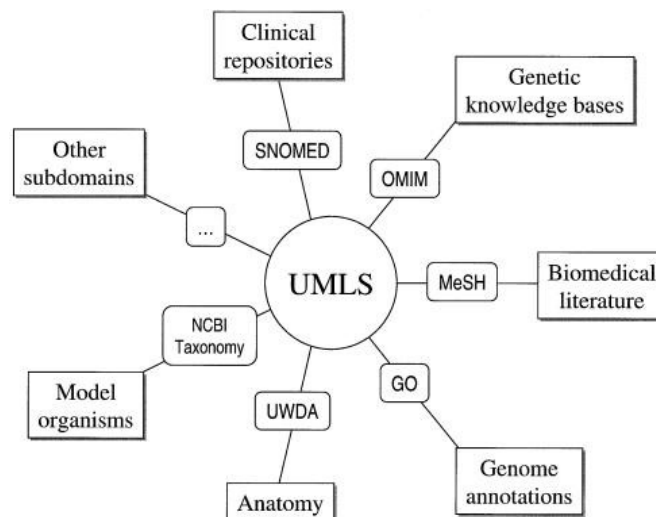 Clinical
repositories
Genetic
knowledge bases
SNOMED
Other
subdomains
OMIM
...
UMLS
MeSH
Biomedical
literature
NCBI
Taxonomy
GO
Model
organisms
UWDA
Genome
annotations
Anatomy